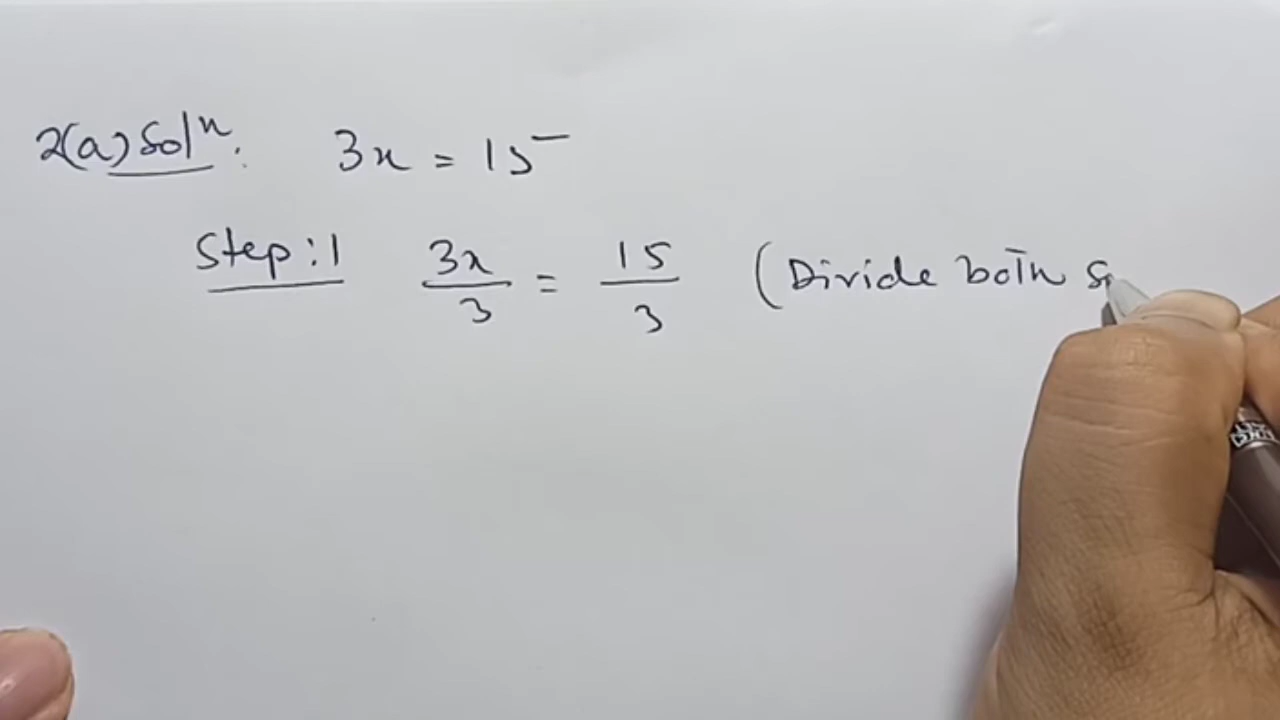 2(a) Solⁿ: 3x = 15
Step:1 3x/3 = 15/3 (Divide both s